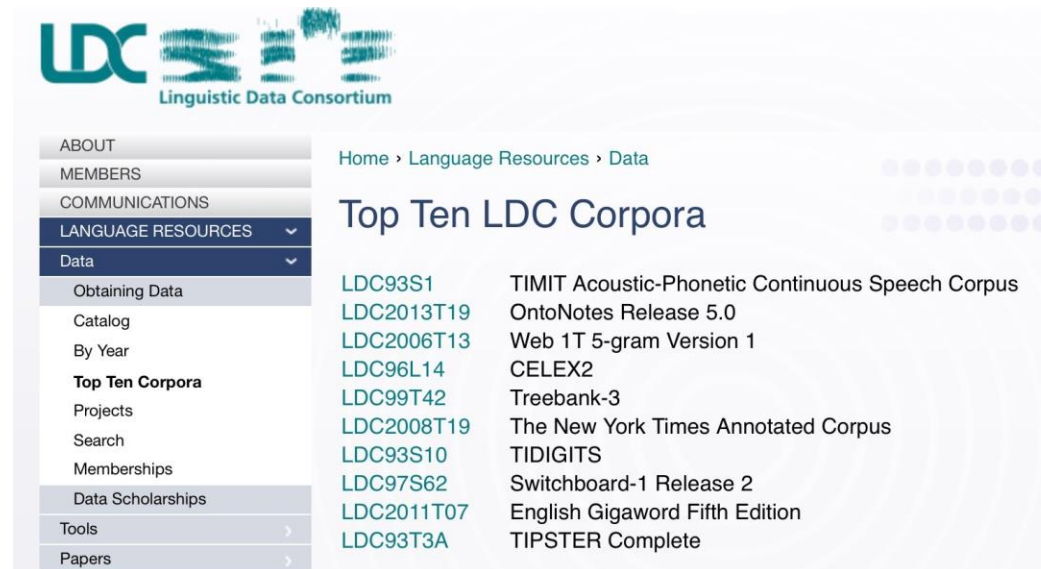 LDC
Linguistic Data Consortium
ABOUT
MEMBERS
COMMUNICATIONS
LANGUAGE RESOURCES
Data
Obtaining Data
Catalog
By Year
Top Ten Corpora
Projects
Search
Memberships
Data Scholarships
Tools
Papers
Home › Language Resources › Data
Top Ten LDC Corpora
LDC93S1 TIMIT Acoustic-Phonetic Continuous Speech Corpus
LDC2013T19 OntoNotes Release 5.0
LDC2006T13 Web 1T 5-gram Version 1
LDC96L14 CELEX2
LDC99T42 Treebank-3
LDC2008T19 The New York Times Annotated Corpus
LDC93S10 TIDIGITS
LDC97S62 Switchboard-1 Release 2
LDC2011T07 English Gigaword Fifth Edition
LDC93T3A TIPSTER Complete